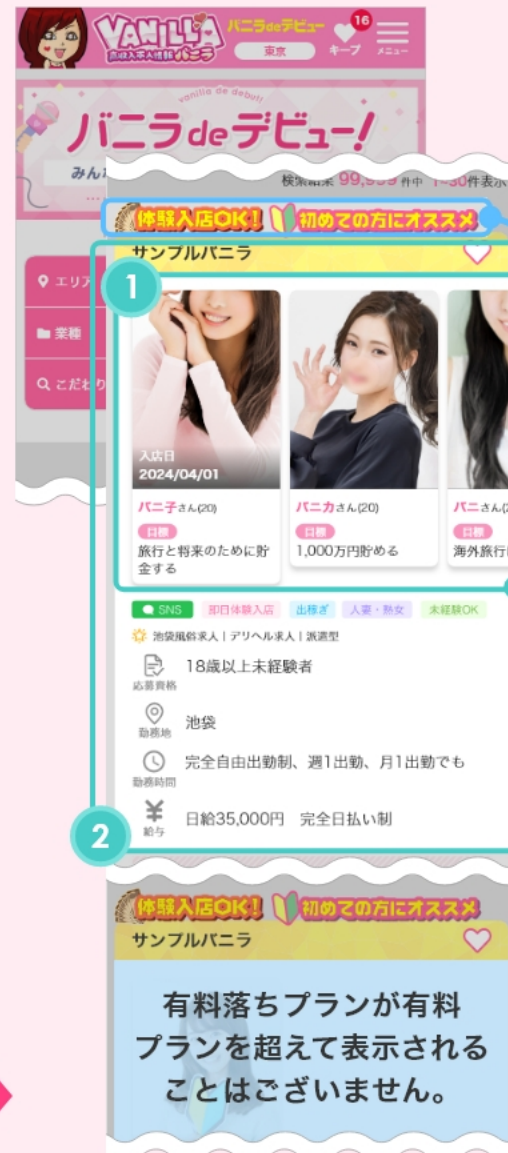 VANILLA
高収入求人情報 バニラ
バニラdeデビュー
東京
16
キープ
メニュー
vanilla de debut!
バニラdeデビュー!
みん
エリア
業種
こだわり
検索結果 99,999 件中 1~30件表示
体験入店OK! 初めての方にオススメ
サンプルバニラ
1
入店日
2024/04/01
バニ子さん(20)
目標
旅行と将来のために貯
金する
バニカさん(20)
目標
1,000万円貯める
バニさん(2
目標
海外旅行
SNS 即日体験入店 出稼ぎ 人妻・熟女 未経験OK
池袋風俗求人 | デリヘル求人 | 派遣型
応募資格
18歳以上未経験者
勤務地
池袋
勤務時間
完全自由出勤制、週1出勤、月1出勤でも
給与
日給35,000円 完全日払い制
2
体験入店OK! 初めての方にオススメ
サンプルバニラ
有料落ちプランが有料
プランを超えて表示される
ことはございません。